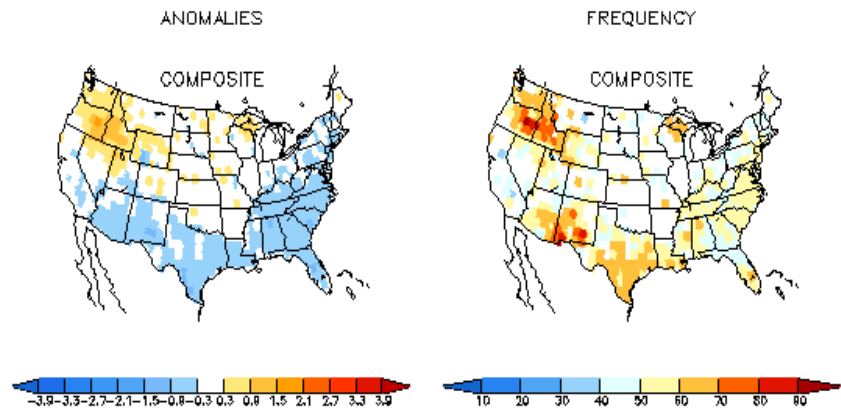 ANOMALIES FREQUENCY
COMPOSITE COMPOSITE
-3.9 -3.3 -2.7 -2.1 -1.5 -0.9 -0.3 0.3 0.9 1.5 2.1 2.7 3.3 3.9 10 20 30 40 50 60 70 80 90